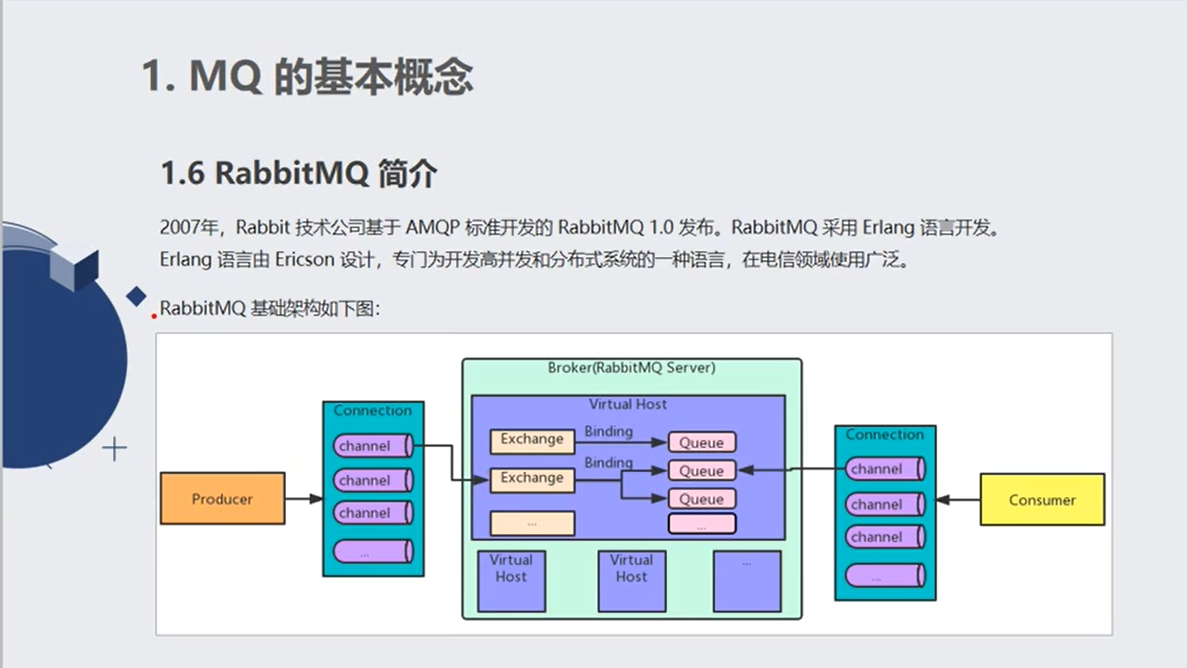 1. MQ 的基本概念
1.6 RabbitMQ 简介
2007年，Rabbit 技术公司基于 AMQP 标准开发的 RabbitMQ 1.0 发布。RabbitMQ 采用 Erlang 语言开发。
Erlang 语言由 Ericson 设计，专门为开发高并发和分布式系统的一种语言，在电信领域使用广泛。
RabbitMQ 基础架构如下图：
Broker(RabbitMQ Server)
Virtual Host
Connection
channel
channel
channel
...
Producer
Exchange
Binding
Queue
Exchange
Binding
Queue
Queue
...
...
Virtual
Host
Virtual
Host
...
Connection
channel
channel
channel
...
Consumer